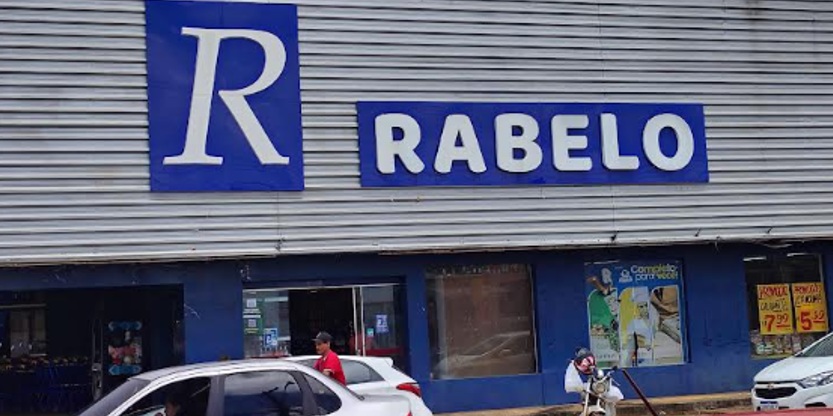 R
RABELO
Completo
para você!
7,99
5,59